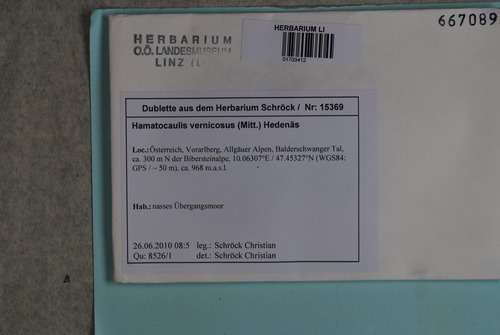 667089
HERBARIUM
O.Ö. LANDESMUSEUM
LINZ
HERBARIUM LI
01703412
Dublette aus dem Herbarium Schröck / Nr: 15369
Hamatocaulis vernicosus (Mitt.) Hedenäs
Loc.:Österreich, Vorarlberg, Allgäuer Alpen, Balderschwanger Tal,
ca. 300 m N der Bibersteinalpe, 10.06307°E / 47.45327°N (WGS84:
GPS / ~ 50 m), ca. 968 m.a.s.l.
Hab.:nasses Übergangsmoor
26.06.2010 08:5 leg.: Schröck Christian
Qu: 8526/1 det.: Schröck Christian